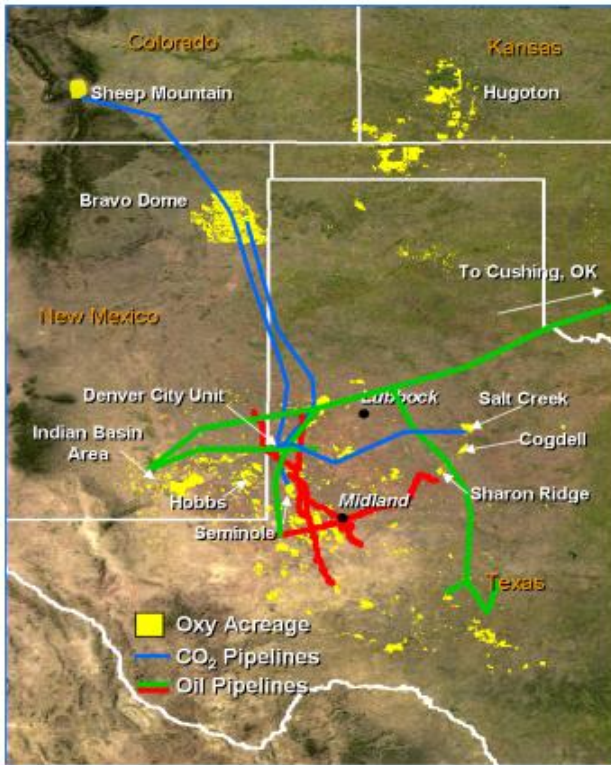 Colorado
Kansas
Sheep Mountain
Hugoton
Bravo Dome
To Cushing, OK
New Mexico
Denver City Unit
Lubbock
Salt Creek
Indian Basin
Area
Cogdell
Hobbs
Midland
Sharon Ridge
Seminole
Texas
Oxy Acreage
CO₂ Pipelines
Oil Pipelines